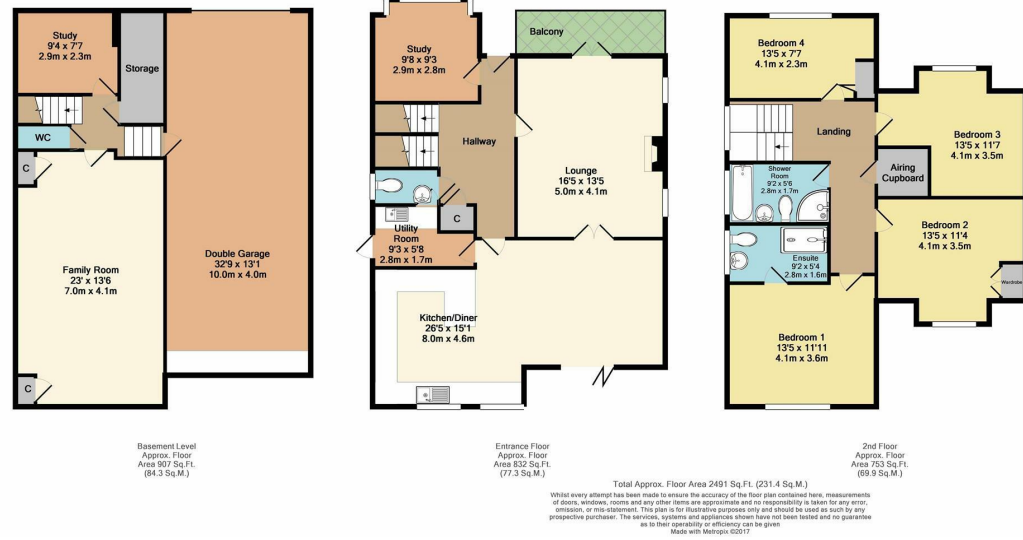 Study
9'4 x 7'7
2.9m x 2.3m
Storage
WC
C
Family Room
23' x 13'6
7.0m x 4.1m
C
Double Garage
32'9 x 13'1
10.0m x 4.0m
Basement Level
Approx. Floor
Area 907 Sq.Ft.
(84.3 Sq.M.)
Balcony
Study
9'8 x 9'3
2.9m x 2.8m
Hallway
Lounge
16'5 x 13'5
5.0m x 4.1m
C
Utility
Room
9'3 x 5'8
2.8m x 1.7m
Kitchen/Diner
26'5 x 15'1
8.0m x 4.6m
Entrance Floor
Approx. Floor
Area 832 Sq.Ft.
(77.3 Sq.M.)
Bedroom 4
13'5 x 7'7
4.1m x 2.3m
Landing
Bedroom 3
13'5 x 11'7
4.1m x 3.5m
Shower
Room
9'2 x 5'6
2.8m x 1.7m
Airing
Cupboard
Bedroom 2
13'5 x 11'4
4.1m x 3.5m
Wardrobe
Ensuite
9'2 x 5'4
2.8m x 1.6m
Bedroom 1
13'5 x 11'11
4.1m x 3.6m
2nd Floor
Approx. Floor
Area 753 Sq.Ft.
(69.9 Sq.M.)
Total Approx. Floor Area 2491 Sq.Ft. (231.4 Sq.M.)
Whilst every attempt has been made to ensure the accuracy of the floor plan contained here, measurements
of doors, windows, rooms and any other items are approximate and no responsibility is taken for any error,
omission, or mis-statement. This plan is for illustrative purposes only and should be used as such by any
prospective purchaser. The services, systems and appliances shown have not been tested and no guarantee
as to their operability or efficiency can be given
Made with Metropix ©2017